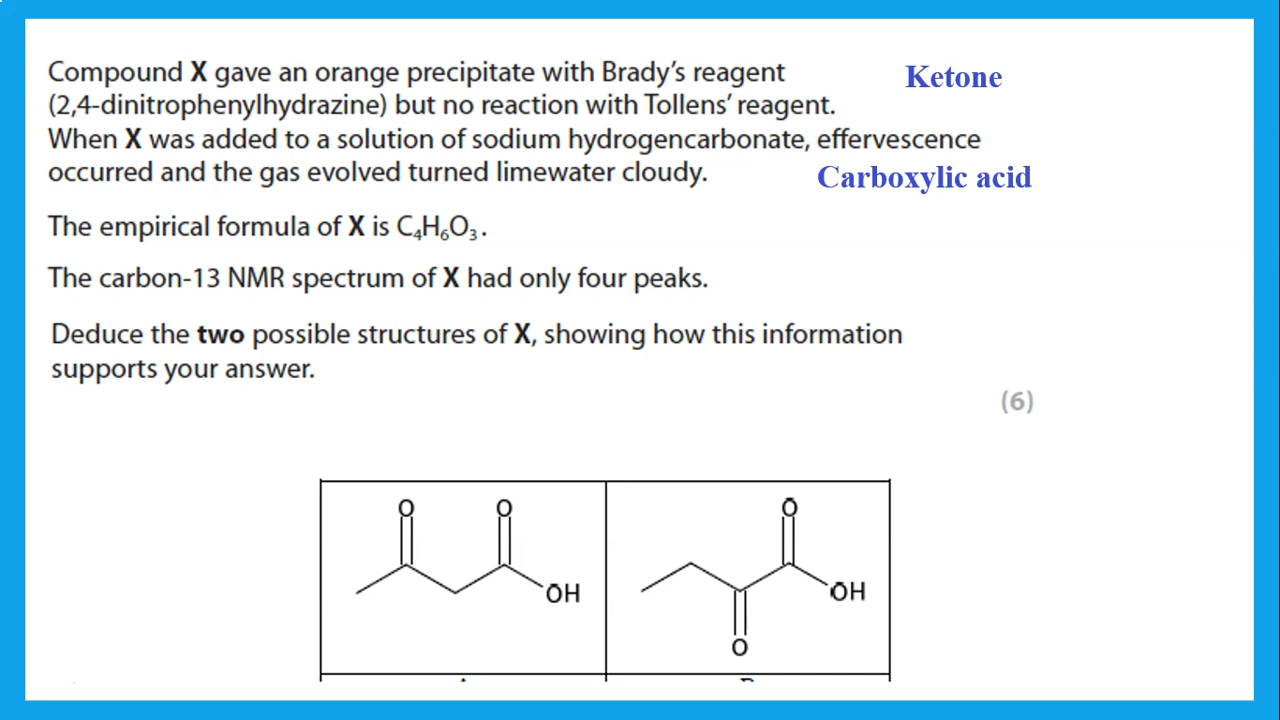 Compound X gave an orange precipitate with Brady's reagent
Ketone
(2,4-dinitrophenylhydrazine) but no reaction with Tollens' reagent.
When X was added to a solution of sodium hydrogencarbonate, effervescence
occurred and the gas evolved turned limewater cloudy.
Carboxylic acid
The empirical formula of X is C₄H₆O₃.
The carbon-13 NMR spectrum of X had only four peaks.
Deduce the two possible structures of X, showing how this information
supports your answer.
(6)
O O O
OH OH
O